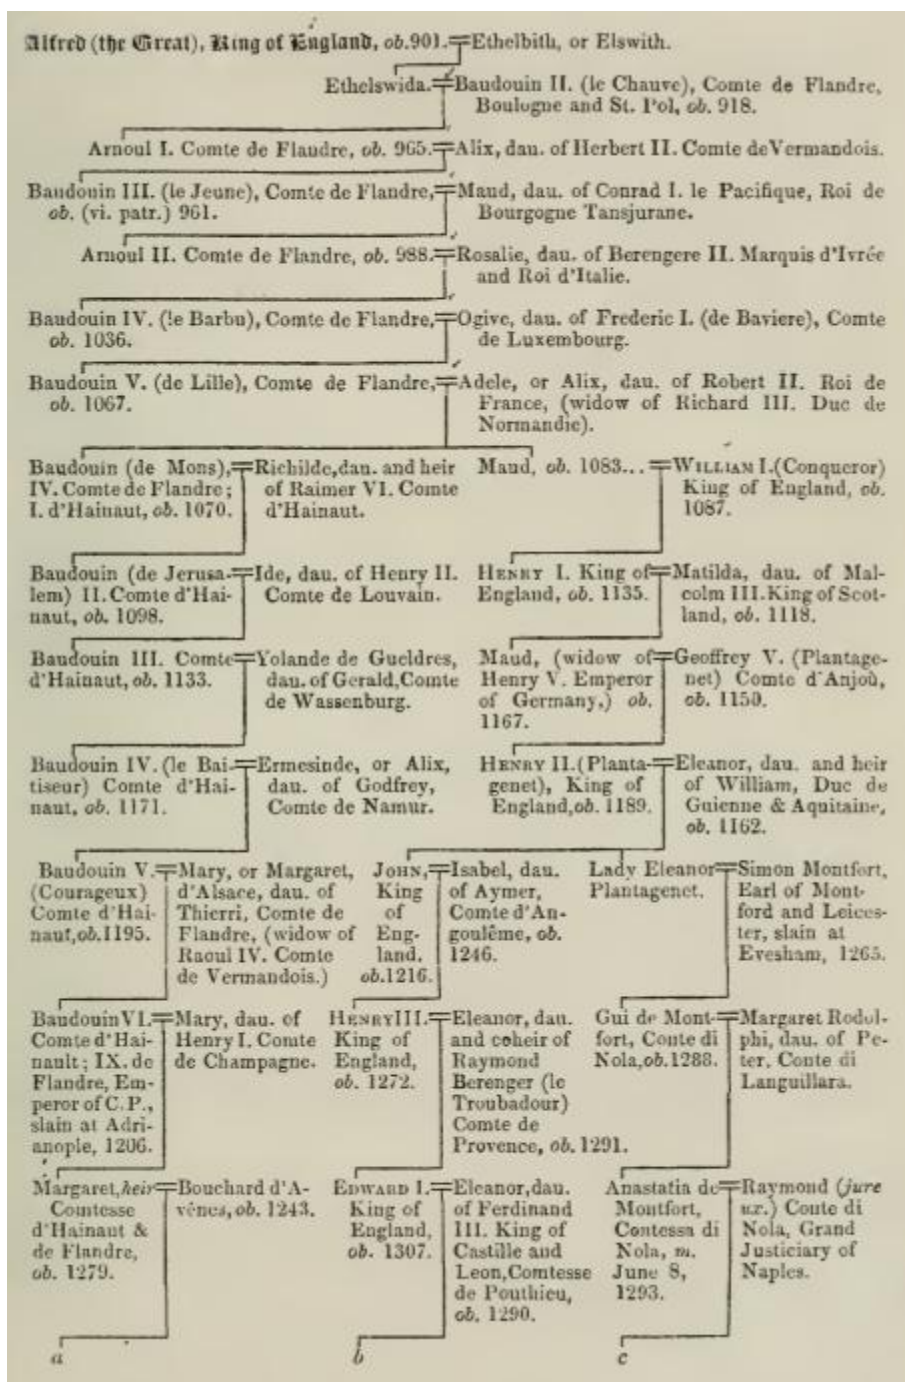 Alfred (the Great), King of England, ob. 901. = Ethelbith, or Elswith.
Ethelswida. = Baudouin II. (le Chauve), Comte de Flandre,
Boulogne and St. Pol, ob. 918.
Arnoul I. Comte de Flandre, ob. 965. = Alix, dau. of Herbert II. Comte de Vermandois.
Baudouin III. (le Jeune), Comte de Flandre, = Maud, dau. of Conrad I. le Pacifique, Roi de
ob. (vi. patr.) 961.
Bourgogne Tansjurane.
Arnoul II. Comte de Flandre, ob. 988. = Rosalie, dau. of Berengere II. Marquis d'Ivrée
and Roi d'Italie.
Baudouin IV. (le Barbu), Comte de Flandre, = Ogive, dau. of Frederic I. (de Baviere), Comte
ob. 1036.
de Luxembourg.
Baudouin V. (de Lille), Comte de Flandre, = Adele, or Alix, dau. of Robert II. Roi de
ob. 1067.
France, (widow of Richard III. Duc de
Normandie).
Baudouin (de Mons), =
IV. Comte de Flandre;
I. d'Hainaut, ob. 1070.
Richilde, dau. and heir
of Raimer VI. Comte
d'Hainaut.
Maud, ob. 1083... =
WILLIAM I. (Conqueror)
King of England, ob.
1087.
Baudouin (de Jerusa- =
lem) II. Comte d'Hai-
naut, ob. 1098.
Ide, dau. of Henry II.
Comte de Louvain.
HENRY I. King of =
England, ob. 1135.
Matilda, dau. of Mal-
colm III. King of Scot-
land, ob. 1118.
Baudouin III. Comte =
d'Hainaut, ob. 1133.
Yolande de Gueldres,
dau. of Gerald, Comte
de Wassenburg.
Maud, (widow of =
Henry V. Emperor
of Germany,) ob.
1167.
Geoffrey V. (Plantage-
net) Comte d'Anjoù,
ob. 1150.
Baudouin IV. (le Bai- =
tiseur) Comte d'Hai-
naut, ob. 1171.
Ermesinde, or Alix,
dau. of Godfrey,
Comte de Namur.
HENRY II. (Planta- =
genet), King of
England, ob. 1189.
Eleanor, dau. and heir
of William, Duc de
Guienne & Aquitaine,
ob. 1162.
Baudouin V. =
(Courageux)
Comte d'Hai-
naut, ob. 1195.
Mary, or Margaret,
d'Alsace, dau. of
Thierri, Comte de
Flandre, (widow of
Raoul IV. Comte
de Vermandois.)
JOHN, =
King
of
Eng-
land,
ob. 1216.
Isabel, dau.
of Aymer,
Comte d'An-
goulême, ob.
1246.
Lady Eleanor =
Plantagenet.
Simon Montfort,
Earl of Mont-
ford and Leices-
ter, slain at
Evesham, 1265.
Baudouin VI. =
Comte d'Hai-
nault; IX. de
Flandre, Em-
peror of C.P.,
slain at Adri-
anople, 1206.
Mary, dau. of
Henry I. Comte
de Champagne.
HENRY III. =
King of
England,
ob. 1272.
Eleanor, dau.
and coheir of
Raymond
Berenger (le
Troubadour)
Comte de
Provence, ob. 1291.
Gui de Mont- =
fort, Conte di
Nola, ob. 1288.
Margaret Rodol-
phi, dau. of Pe-
ter, Conte di
Languillara.
Margaret, heir =
Comtesse
d'Hainaut &
de Flandre,
ob. 1279.
Bouchard d'A-
vênes, ob. 1243.
EDWARD I. =
King of
England,
ob. 1307.
Eleanor, dau.
of Ferdinand
III. King of
Castille and
Leon, Comtesse
de Pouthieu,
ob. 1290.
Anastatia de =
Montfort,
Contessa di
Nola, m.
June 8,
1293.
Raymond (jure
ux.) Conte di
Nola, Grand
Justiciary of
Naples.
a b c